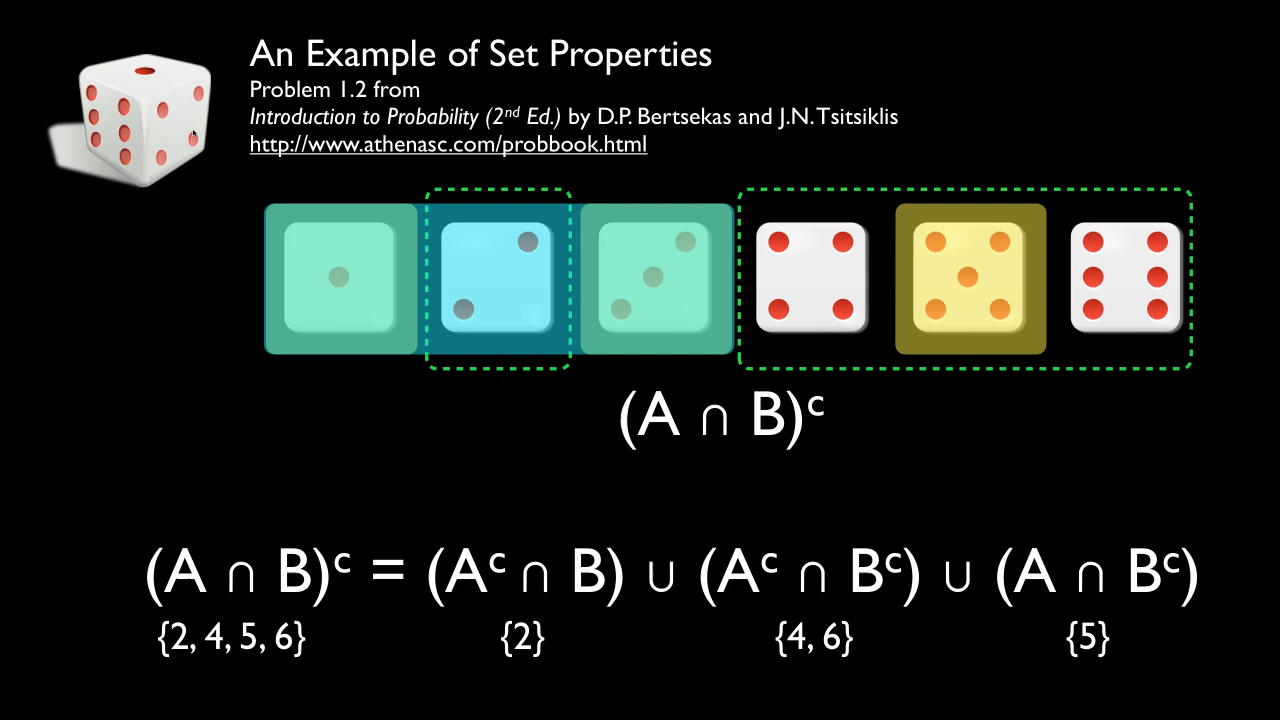 An Example of Set Properties
Problem 1.2 from
Introduction to Probability (2nd Ed.) by D.P. Bertsekas and J.N. Tsitsiklis
http://www.athenasc.com/probbook.html
(A ∩ B)ᶜ
(A ∩ B)ᶜ = (Aᶜ ∩ B) ∪ (Aᶜ ∩ Bᶜ) ∪ (A ∩ Bᶜ)
{2, 4, 5, 6} {2} {4, 6} {5}